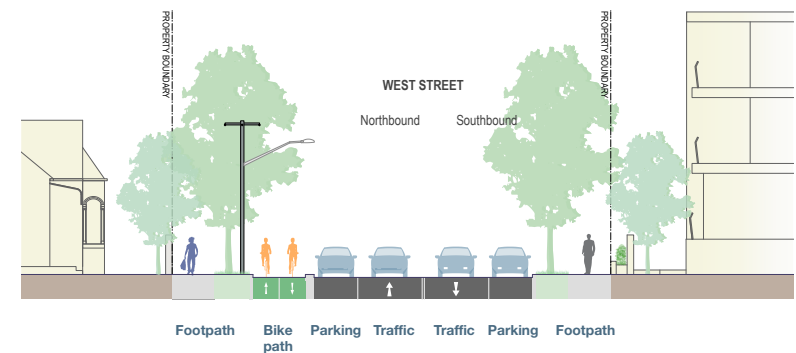 PROPERTY BOUNDARY
PROPERTY BOUNDARY
WEST STREET
Northbound Southbound
Footpath Bike path Parking Traffic Traffic Parking Footpath